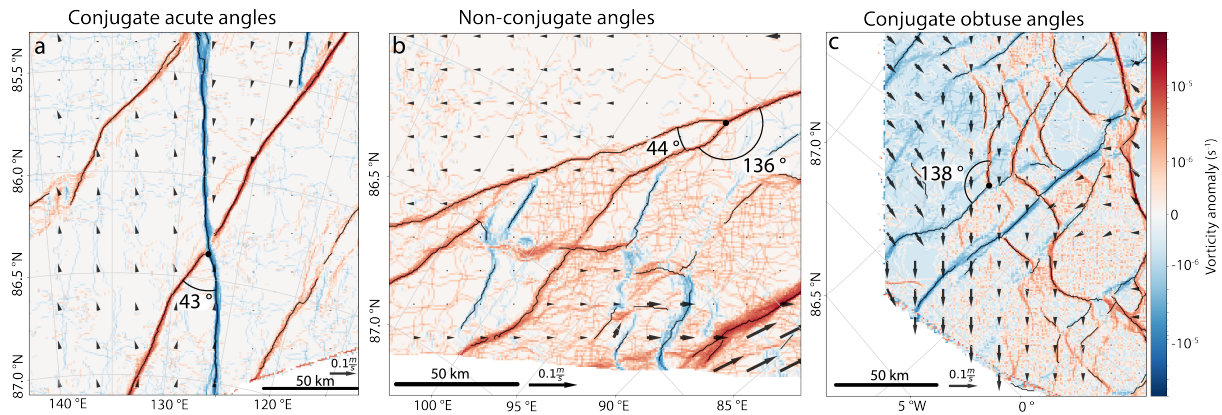 Conjugate acute angles
Non-conjugate angles
Conjugate obtuse angles
a
b
c
85.5 °N
86.0 °N
86.5 °N
87.0 °N
43 °
0.1 m/s
50 km
140 °E
130 °E
120 °E
86.5 °N
87.0 °N
44 °
136 °
50 km
0.1 m/s
100 °E
95 °E
90 °E
85 °E
87.0 °N
86.5 °N
138 °
50 km
0.1 m/s
5 °W
0 °
10⁻⁵
10⁻⁶
0
-10⁻⁶
-10⁻⁵
Vorticity anomaly (s⁻¹)